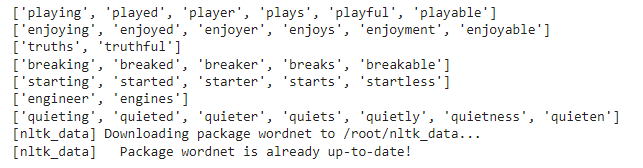 ['playing', 'played', 'player', 'plays', 'playful', 'playable']
['enjoying', 'enjoyed', 'enjoyer', 'enjoys', 'enjoyment', 'enjoyable']
['truths', 'truthful']
['breaking', 'breaked', 'breaker', 'breaks', 'breakable']
['starting', 'started', 'starter', 'starts', 'startless']
['engineer', 'engines']
['quieting', 'quieted', 'quieter', 'quiets', 'quietly', 'quietness', 'quieten']
[nltk_data] Downloading package wordnet to /root/nltk_data...
[nltk_data]   Package wordnet is already up-to-date!